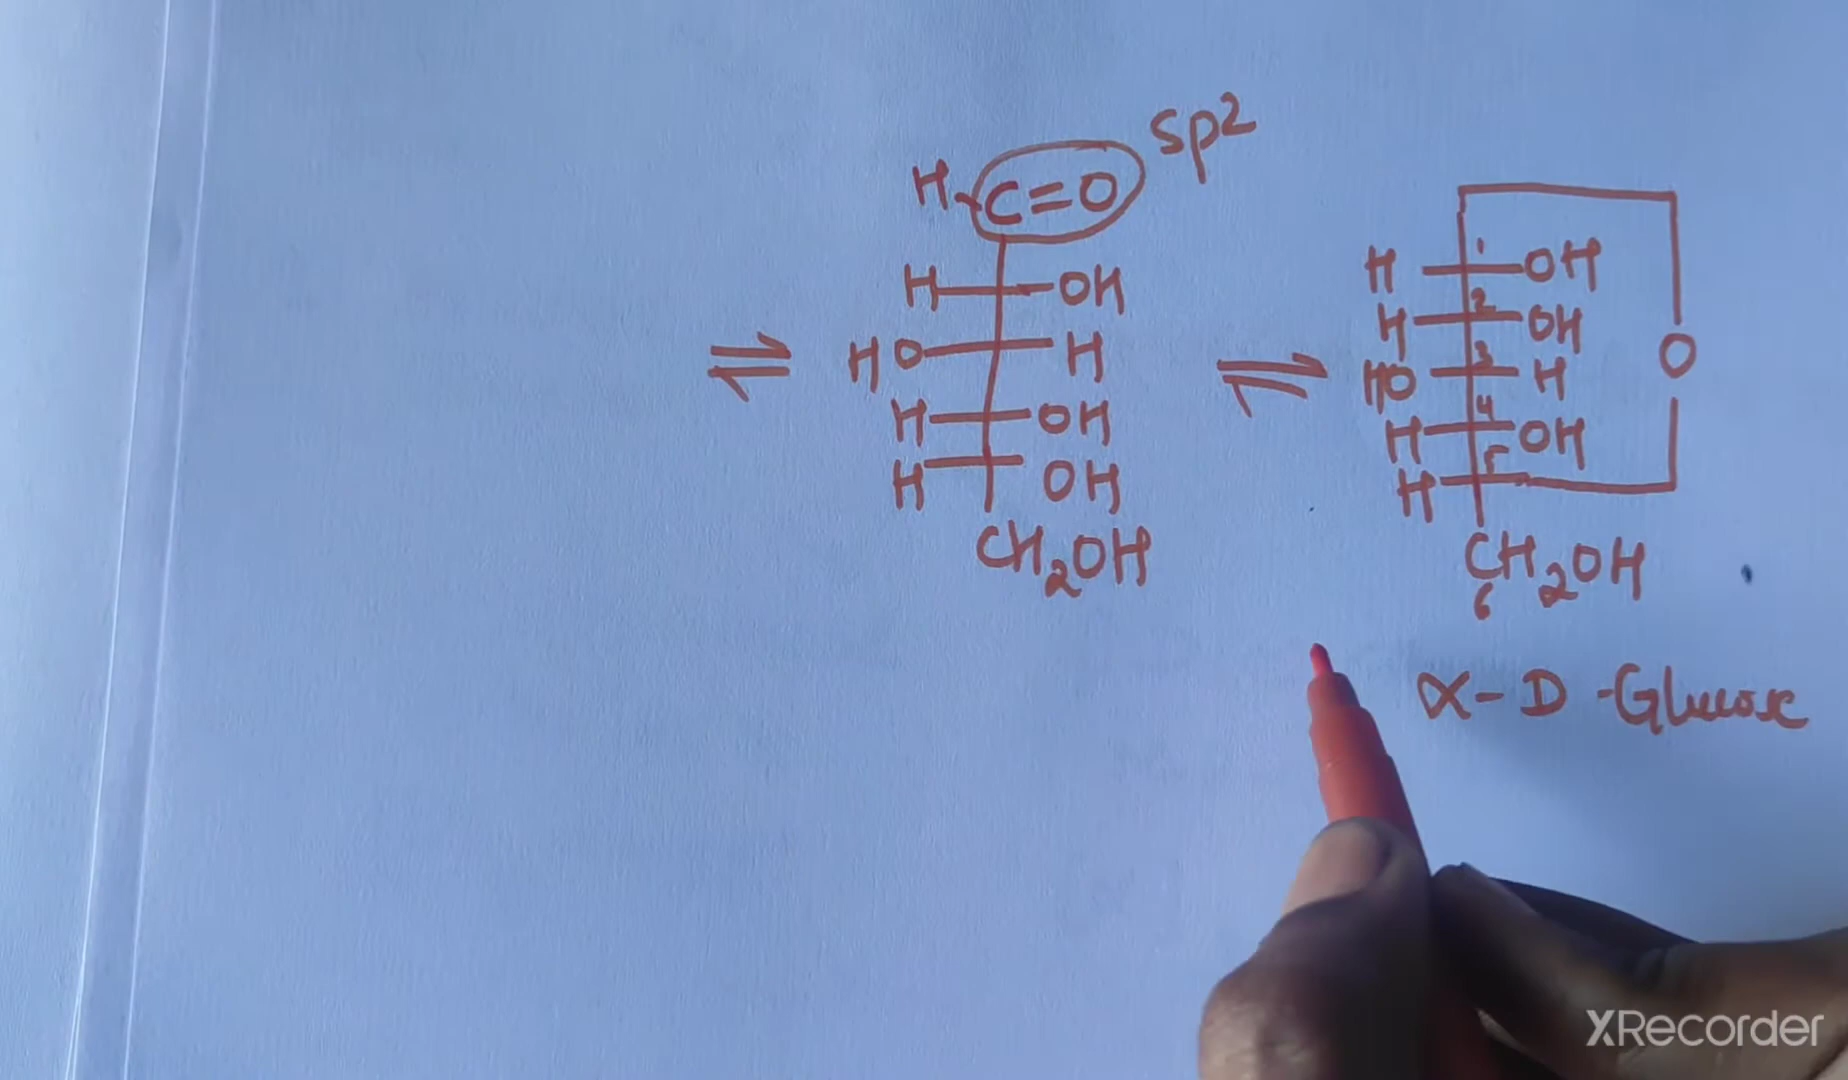 sp2
H-C=O
H OH
HO H
H OH
H OH
CH2OH
⇌
⇌
H 1 OH
H 2 OH
HO 3 H
H 4 OH
H 5
O
CH2OH
6
α-D-Glucose
XRecorder